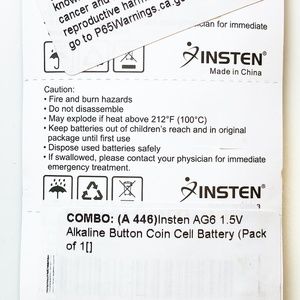 know
cancer and
reproductive harm
go to P65Warnings.ca.go
ician for immediate
INSTEN
Made in China
Caution:
• Fire and burn hazards
• Do not disassemble
• May explode if heat above 212°F (100°C)
• Keep batteries out of children's reach and in original
package until first use
• Dispose used batteries safely
• If swallowed, please contact your physician for immediate
emergency treatment.
INSTEN
COMBO: (A 446)Insten AG6 1.5V
Alkaline Button Coin Cell Battery (Pack
of 1[]